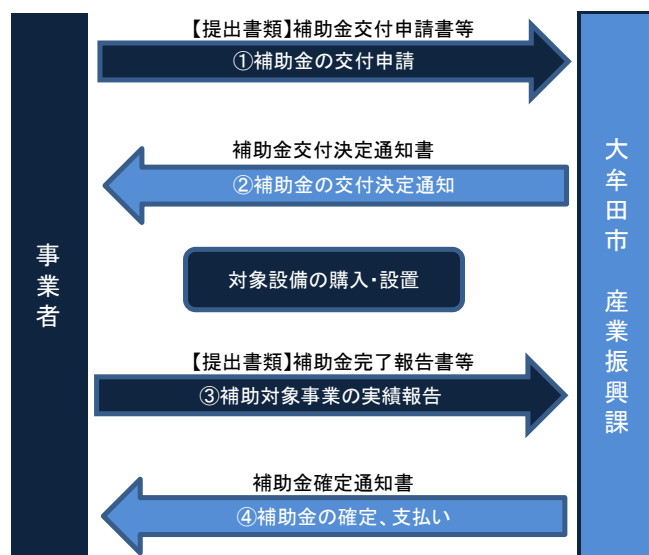 【提出書類】補助金交付申請書等
①補助金の交付申請
補助金交付決定通知書
②補助金の交付決定通知
事業者
対象設備の購入・設置
大牟田市 産業振興課
【提出書類】補助金完了報告書等
③補助対象事業の実績報告
補助金確定通知書
④補助金の確定、支払い